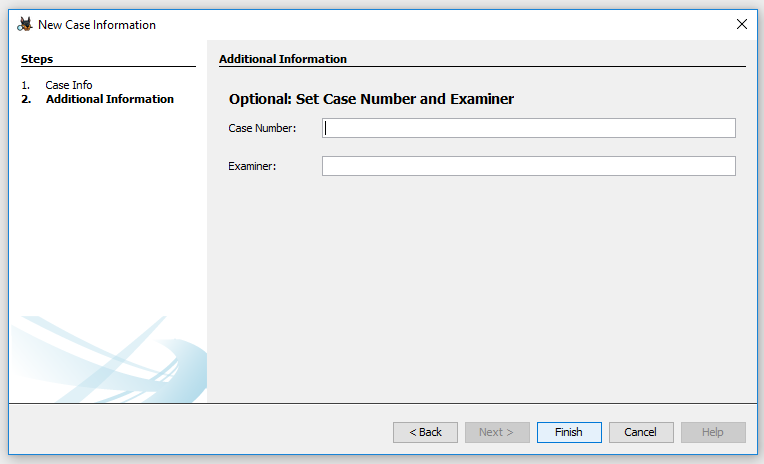 New Case Information
Steps
1. Case Info
2. Additional Information
Additional Information
Optional: Set Case Number and Examiner
Case Number:
Examiner:
< Back
Next >
Finish
Cancel
Help